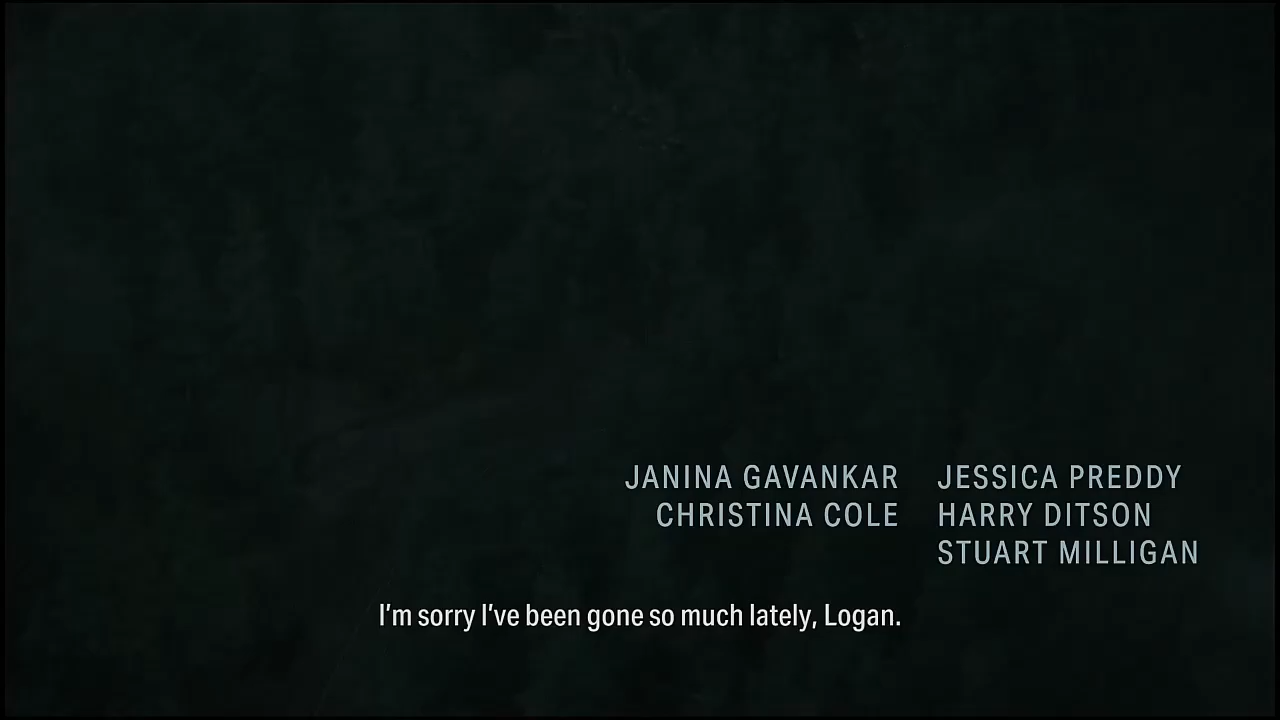 JANINA GAVANKAR
CHRISTINA COLE
JESSICA PREDDY
HARRY DITSON
STUART MILLIGAN
I'm sorry I've been gone so much lately, Logan.